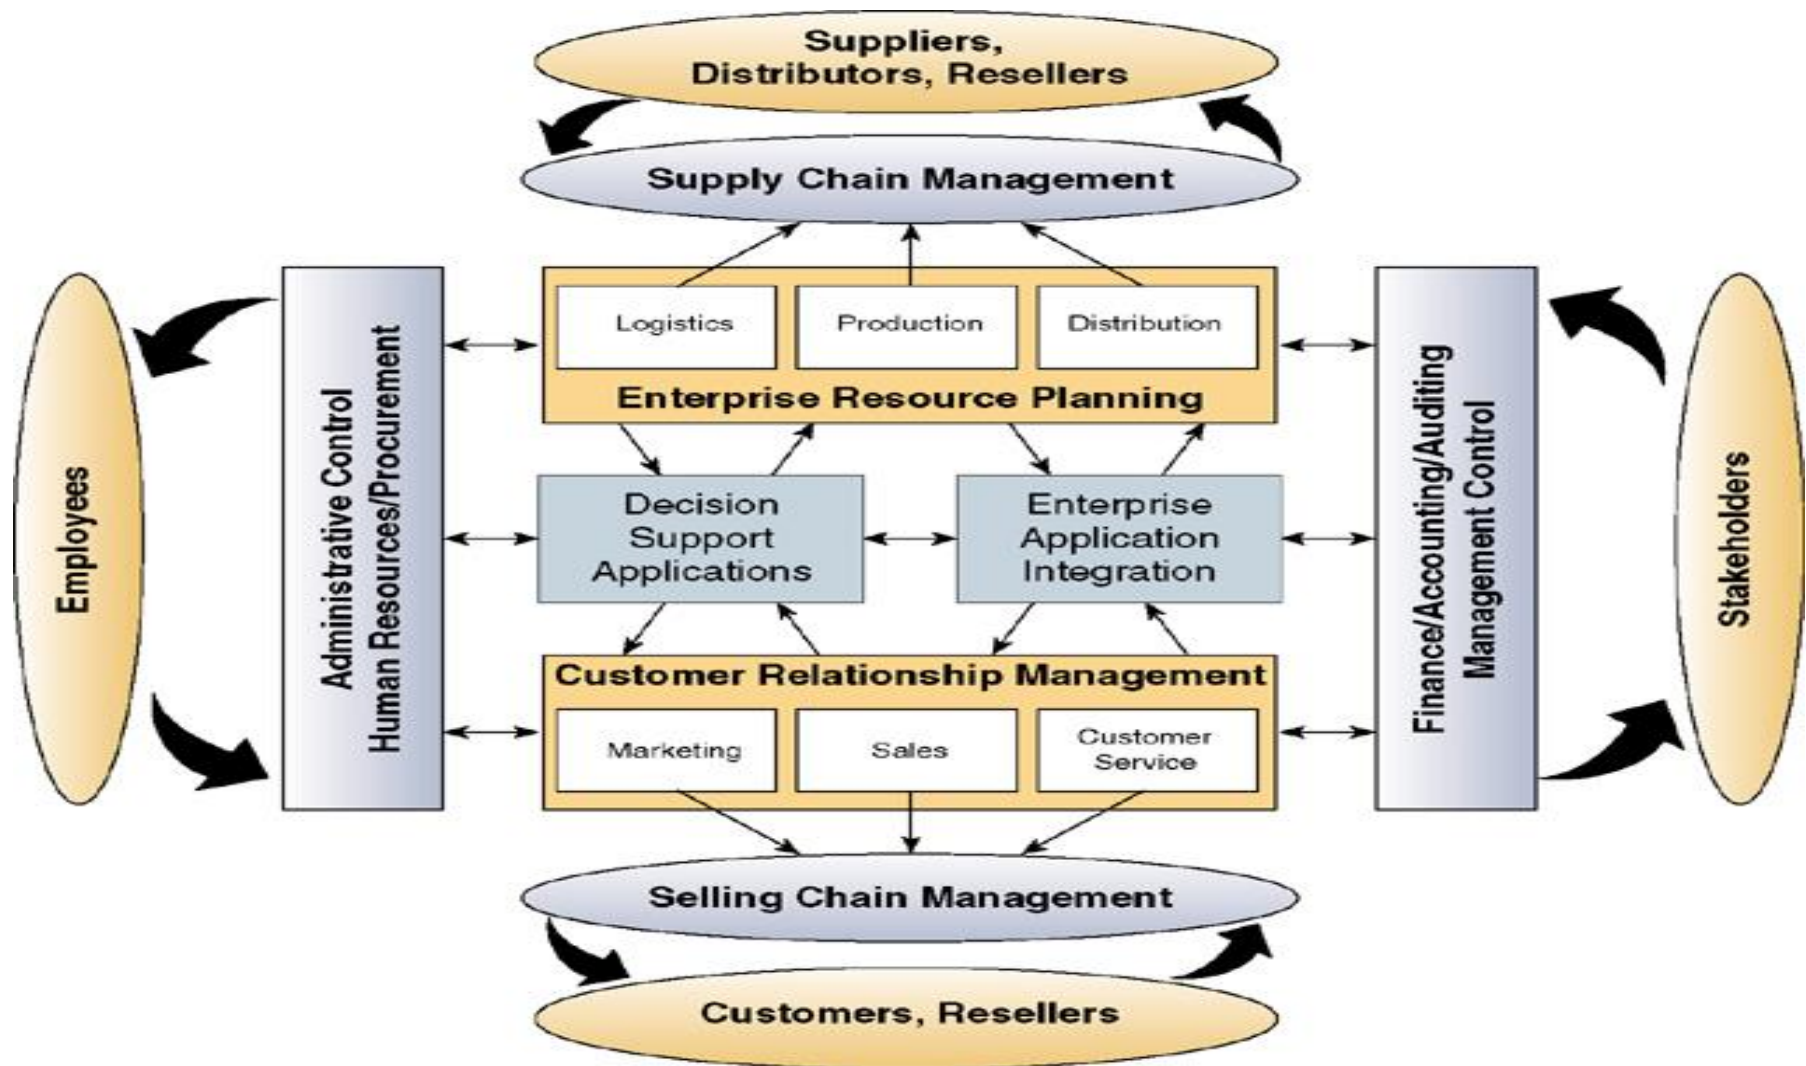 Suppliers,
Distributors, Resellers
Supply Chain Management
Employees
Administrative Control
Human Resources/Procurement
Logistics
Production
Distribution
Enterprise Resource Planning
Decision
Support
Applications
Enterprise
Application
Integration
Customer Relationship Management
Marketing
Sales
Customer
Service
Finance/Accounting/Auditing
Management Control
Stakeholders
Selling Chain Management
Customers, Resellers